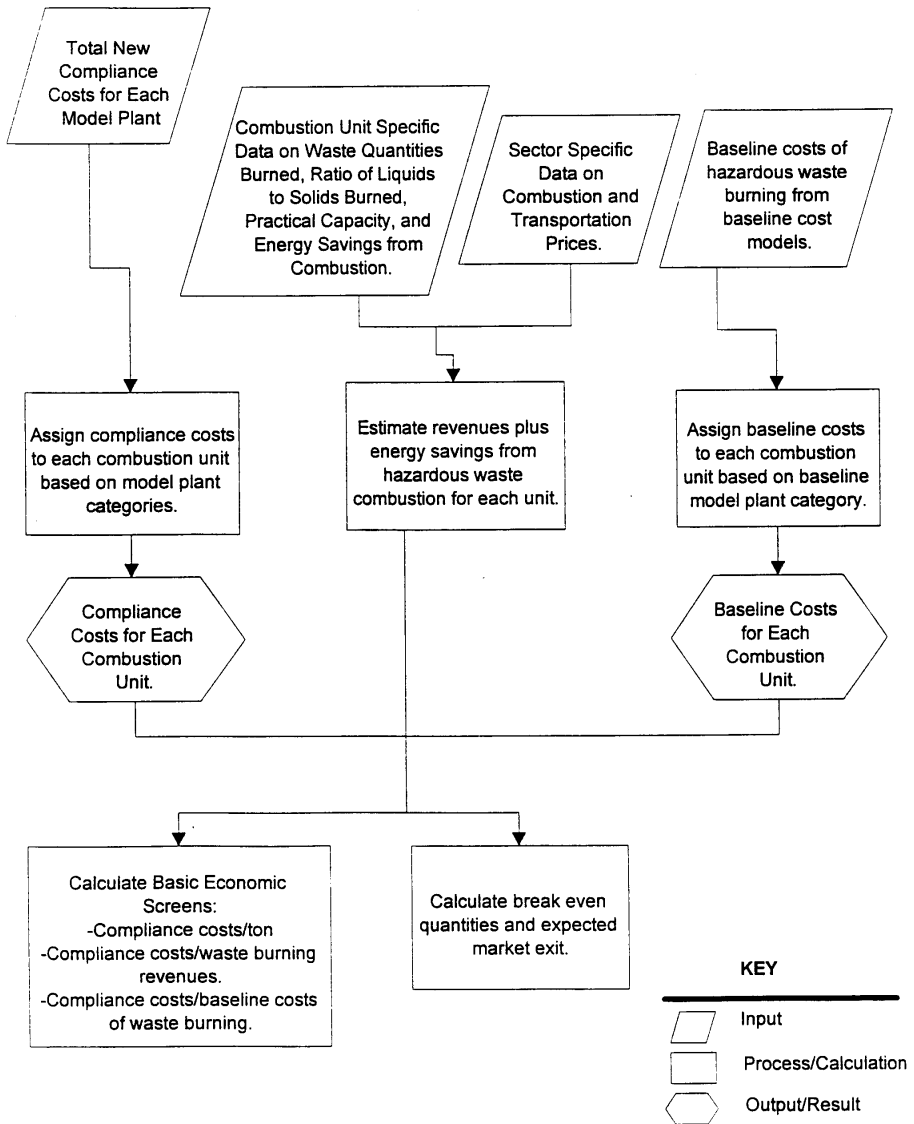 Total New
Compliance
Costs for Each
Model Plant
Combustion Unit Specific
Data on Waste Quantities
Burned, Ratio of Liquids
to Solids Burned,
Practical Capacity, and
Energy Savings from
Combustion.
Sector Specific
Data on
Combustion and
Transportation
Prices.
Baseline costs of
hazardous waste
burning from
baseline cost
models.
Assign compliance costs
to each combustion unit
based on model plant
categories.
Estimate revenues plus
energy savings from
hazardous waste
combustion for each unit.
Assign baseline costs
to each combustion
unit based on baseline
model plant category.
Compliance
Costs for Each
Combustion
Unit.
Baseline Costs
for Each
Combustion
Unit.
Calculate Basic Economic
Screens:
-Compliance costs/ton
-Compliance costs/waste burning
revenues.
-Compliance costs/baseline costs
of waste burning.
Calculate break even
quantities and expected
market exit.
KEY
Input
Process/Calculation
Output/Result